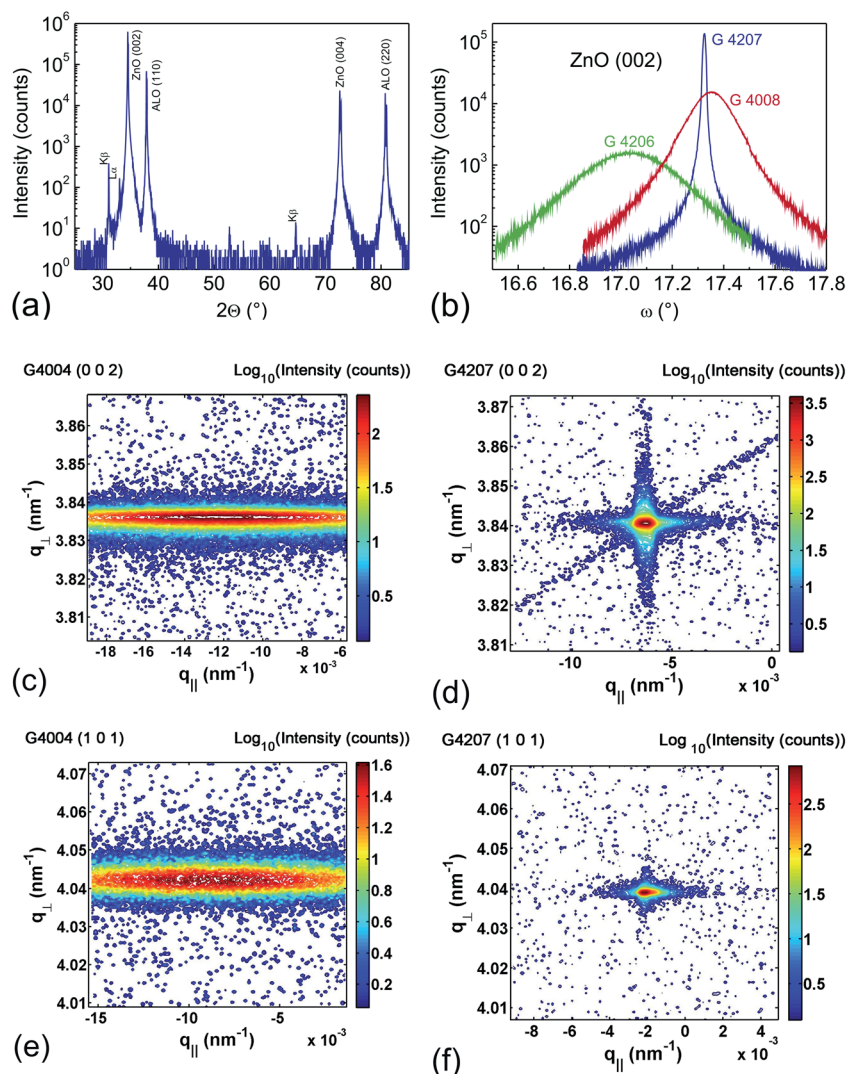 10^6
10^5
10^4
10^3
10^2
10^1
10^0
Intensity (counts)
Kβ
Lα
ZnO (002)
ALO (110)
Kβ
ZnO (004)
ALO (220)
30 40 50 60 70 80
2Θ (°)
(a)
10^5
10^4
10^3
10^2
Intensity (counts)
ZnO (002)
G 4207
G 4008
G 4206
16.6 16.8 17.0 17.2 17.4 17.6 17.8
ω (°)
(b)
G4004 (0 0 2) Log10(Intensity (counts))
3.86
3.85
3.84
3.83
3.82
3.81
q⊥ (nm-1)
-18 -16 -14 -12 -10 -8 -6
q|| (nm-1) x 10-3
2
1.5
1
0.5
(c)
G4207 (0 0 2) Log10(Intensity (counts))
3.87
3.86
3.85
3.84
3.83
3.82
3.81
q⊥ (nm-1)
-10 -5 0
q|| (nm-1) x 10-3
3.5
3
2.5
2
1.5
1
0.5
(d)
G4004 (1 0 1) Log10(Intensity (counts))
4.07
4.06
4.05
4.04
4.03
4.02
4.01
q⊥ (nm-1)
-15 -10 -5
q|| (nm-1) x 10-3
1.6
1.4
1.2
1
0.8
0.6
0.4
0.2
(e)
G4207 (1 0 1) Log10(Intensity (counts))
4.07
4.06
4.05
4.04
4.03
4.02
4.01
q⊥ (nm-1)
-8 -6 -4 -2 0 2 4
q|| (nm-1) x 10-3
2.5
2
1.5
1
0.5
(f)